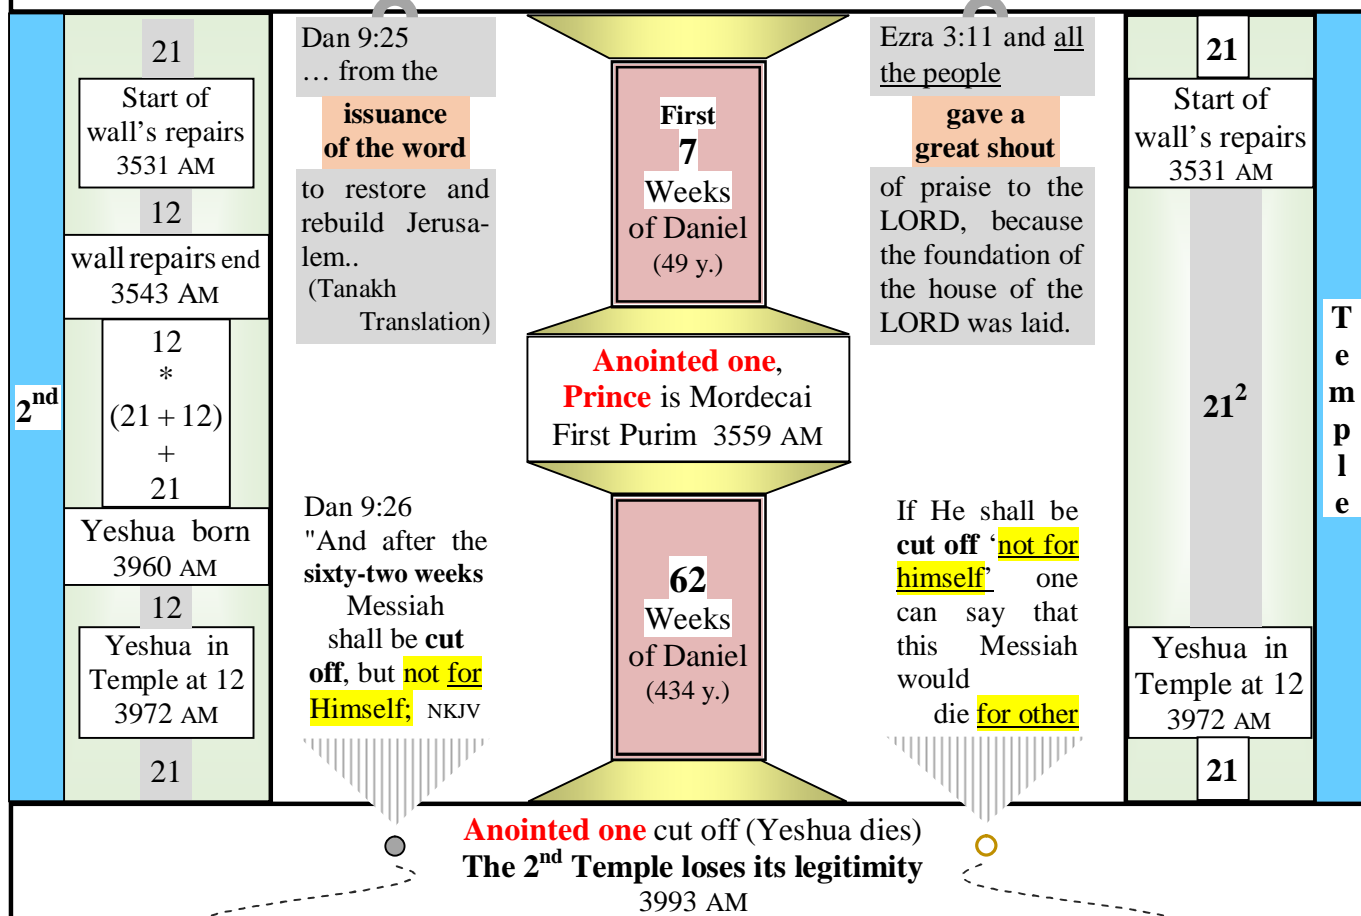 2nd
21
Start of
wall's repairs
3531 AM
12
wall repairs end
3543 AM
12
*
(21 + 12)
+
21
Yeshua born
3960 AM
12
Yeshua in
Temple at 12
3972 AM
21
Dan 9:25
… from the
issuance
of the word
to restore and
rebuild Jerusa-
lem..
(Tanakh
Translation)
Dan 9:26
"And after the
sixty-two weeks
Messiah
shall be cut
off, but not for
Himself; NKJV
First
7
Weeks
of Daniel
(49 y.)
Anointed one,
Prince is Mordecai
First Purim 3559 AM
62
Weeks
of Daniel
(434 y.)
Ezra 3:11 and all
the people
gave a
great shout
of praise to the
LORD, because
the foundation of
the house of the
LORD was laid.
If He shall be
cut off ‘not for
himself’ one
can say that
this Messiah
would
die for other
21
Start of
wall's repairs
3531 AM
21²
Yeshua in
Temple at 12
3972 AM
21
T
e
m
p
l
e
Anointed one cut off (Yeshua dies)
The 2nd Temple loses its legitimity
3993 AM